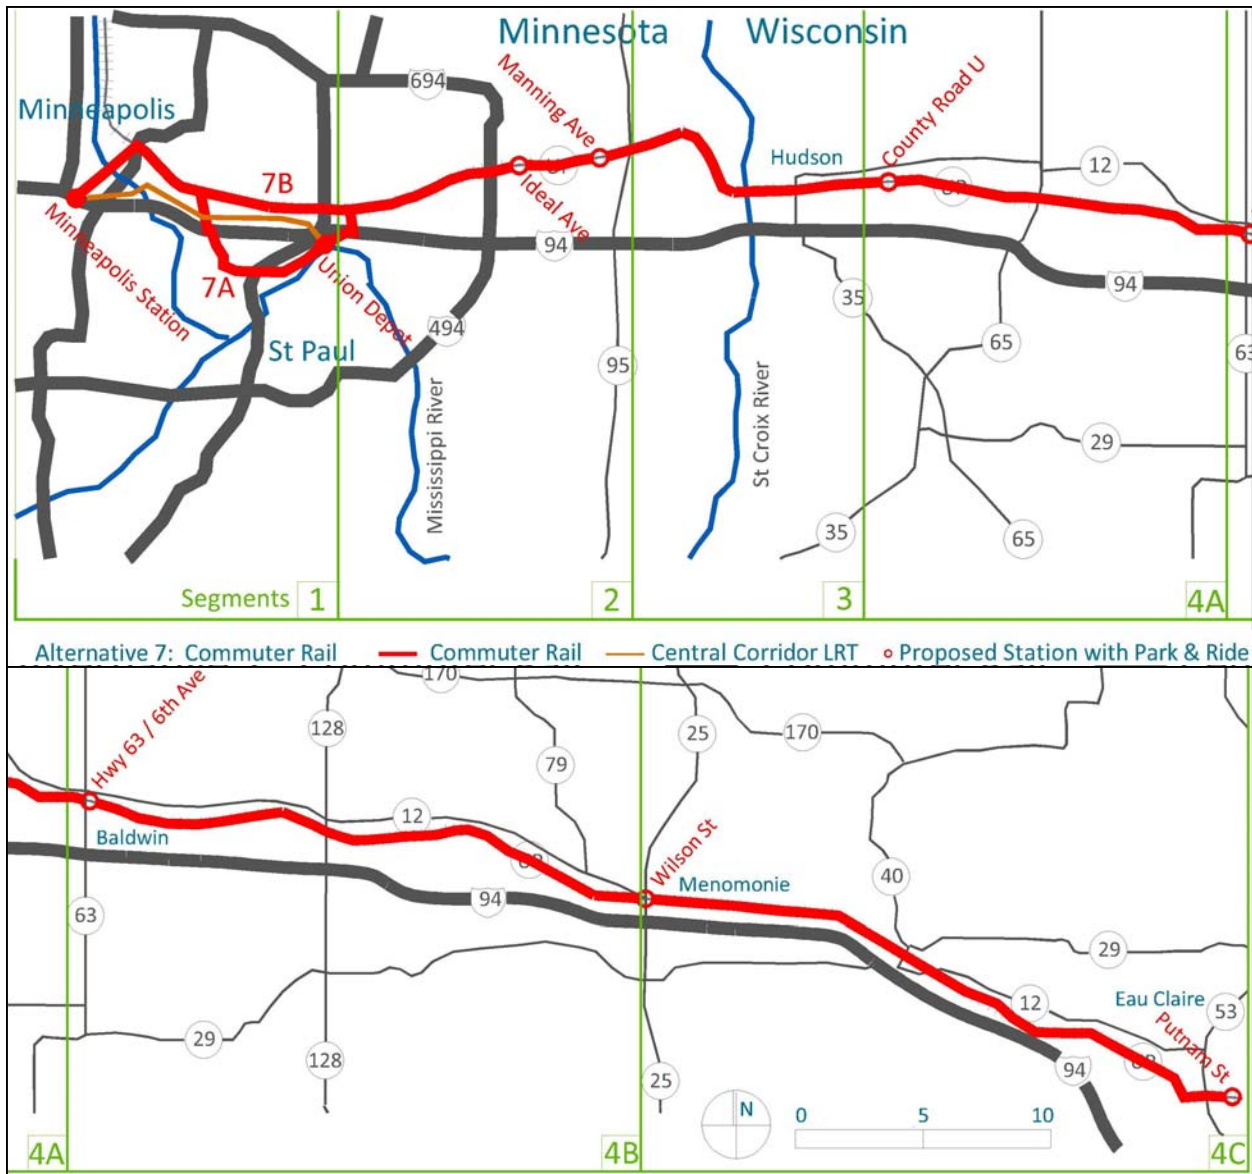 Minnesota
Wisconsin
694
Manning Ave
County Road U
Minneapolis
Hudson
12
7B
Ideal Ave
94
Minneapolis Station
7A
Union Depot
94
35
494
St Paul
65
63
95
Mississippi River
St Croix River
29
35
65
Segments 1
2
3
4A
Alternative 7: Commuter Rail
Commuter Rail
Central Corridor LRT
Proposed Station with Park & Ride
170
Hwy 63 / 6th Ave
128
25
170
79
12
Wilson St
Baldwin
Menomonie
40
94
63
29
12
Eau Claire
53
Putnam St
29
128
94
25
N
0
5
10
4A
4B
4C